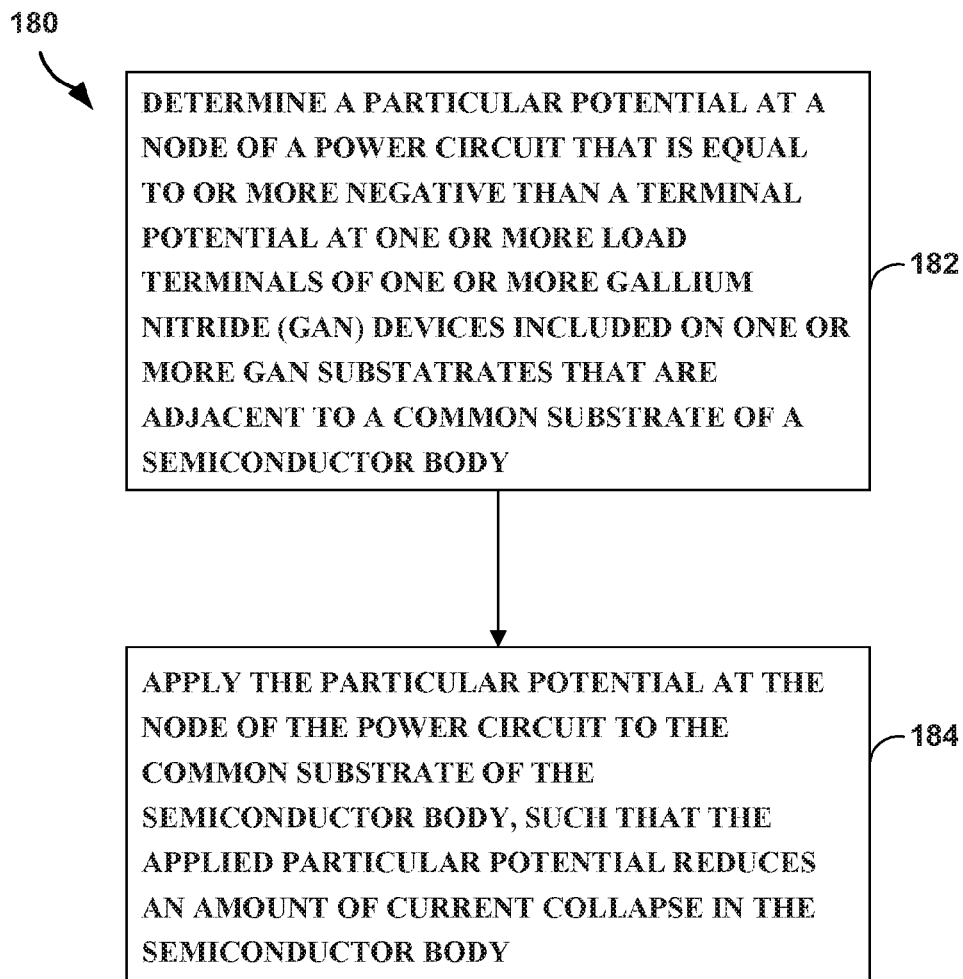 180
DETERMINE A PARTICULAR POTENTIAL AT A
NODE OF A POWER CIRCUIT THAT IS EQUAL
TO OR MORE NEGATIVE THAN A TERMINAL
POTENTIAL AT ONE OR MORE LOAD
TERMINALS OF ONE OR MORE GALLIUM
NITRIDE (GAN) DEVICES INCLUDED ON ONE OR
MORE GAN SUBSTATRATES THAT ARE
ADJACENT TO A COMMON SUBSTRATE OF A
SEMICONDUCTOR BODY
182
APPLY THE PARTICULAR POTENTIAL AT THE
NODE OF THE POWER CIRCUIT TO THE
COMMON SUBSTRATE OF THE
SEMICONDUCTOR BODY, SUCH THAT THE
APPLIED PARTICULAR POTENTIAL REDUCES
AN AMOUNT OF CURRENT COLLAPSE IN THE
SEMICONDUCTOR BODY
184